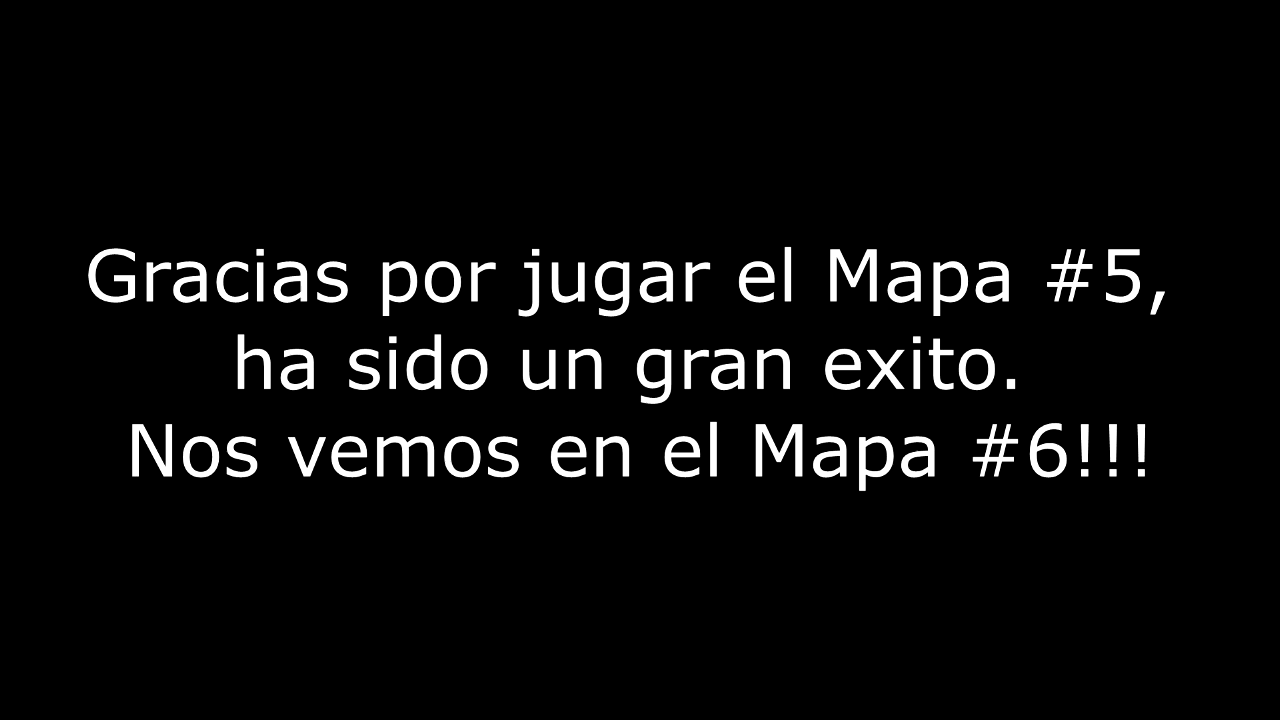 Gracias por jugar el Mapa #5,
ha sido un gran exito.
Nos vemos en el Mapa #6!!!